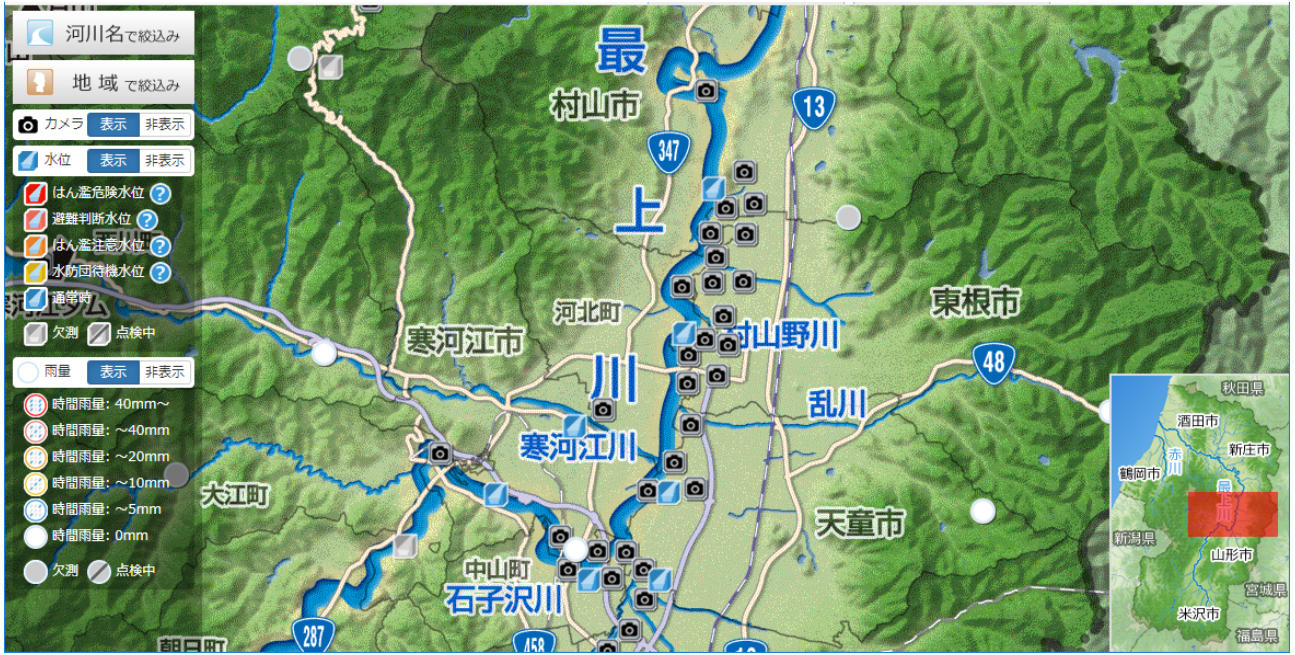 河川名で絞込み
地域で絞込み
カメラ 表示 非表示
水位 表示 非表示
はん濫危険水位 ?
避難判断水位 ?
はん濫注意水位 ?
水防団待機水位 ?
通常時
欠測 点検中
雨量 表示 非表示
時間雨量: 40mm～
時間雨量: ～40mm
時間雨量: ～20mm
時間雨量: ～10mm
時間雨量: ～5mm
時間雨量: 0mm
欠測 点検中
最
上
川
村山市
13
347
東根市
河北町
寒河江市
村山野川
48
乱川
寒河江川
大江町
天童市
中山町
石子沢川
287
458
朝日町
秋田県
酒田市
新庄市
赤川
鶴岡市
最上川
新潟県
山形市
宮城県
米沢市
福島県